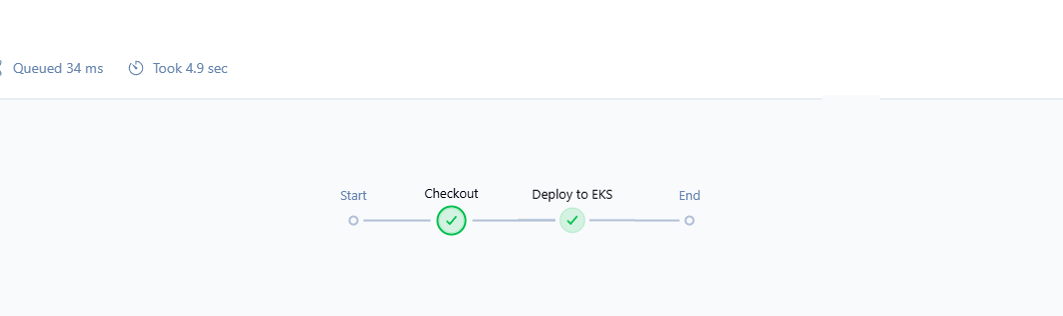 Queued 34 ms Took 4.9 sec
Start Checkout Deploy to EKS End